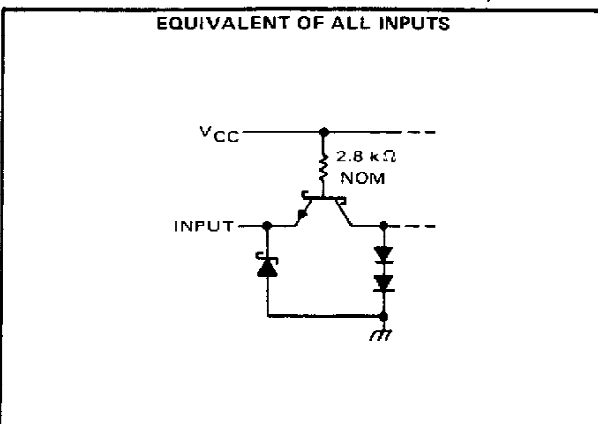 EQUIVALENT OF ALL INPUTS
VCC
2.8 kΩ
NOM
INPUT